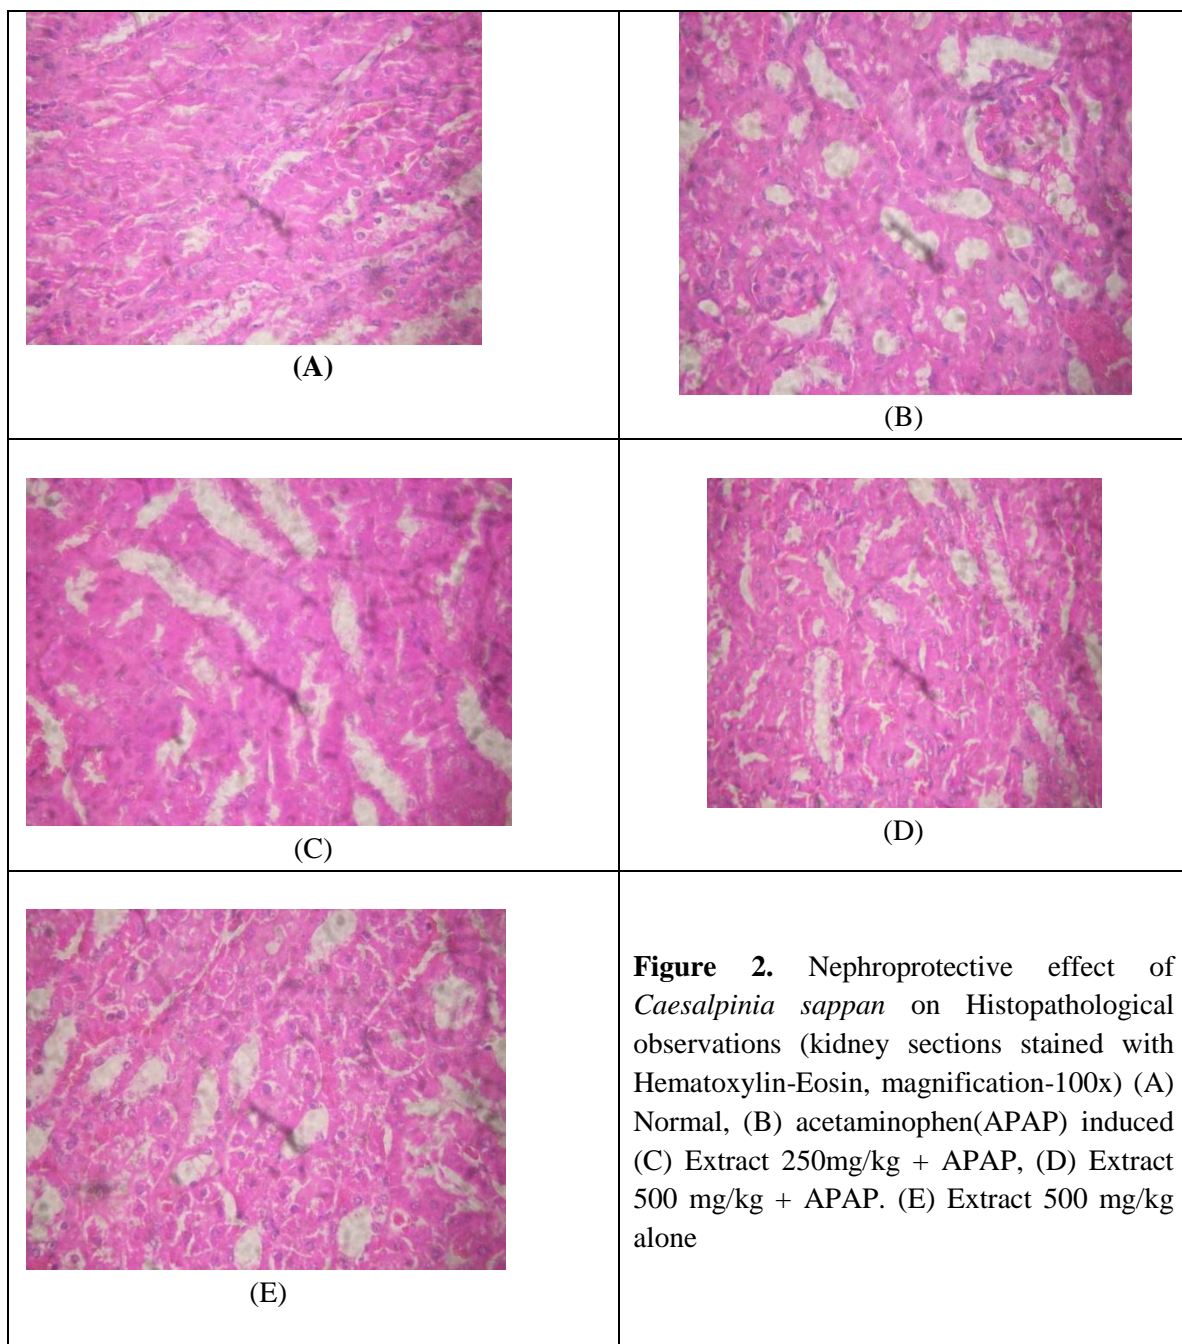 (A)
(B)
(C)
(D)
(E)
Figure 2. Nephroprotective effect of
Caesalpinia sappan on Histopathological
observations (kidney sections stained with
Hematoxylin-Eosin, magnification-100x) (A)
Normal, (B) acetaminophen(APAP) induced
(C) Extract 250mg/kg + APAP, (D) Extract
500 mg/kg + APAP. (E) Extract 500 mg/kg
alone